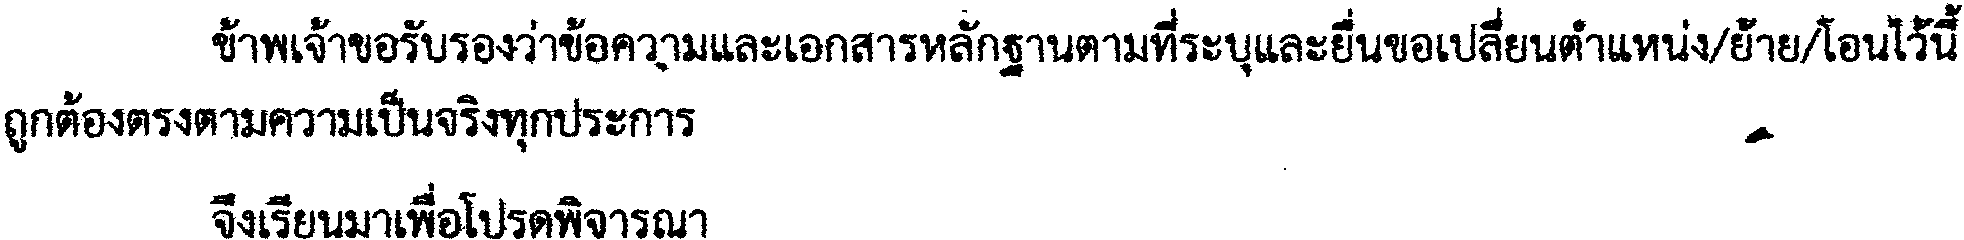 ข้าพเจ้าขอรับรองว่าข้อความและเอกสารหลักฐานตามที่ระบุและยื่นขอเปลี่ยนตำแหน่ง/ย้าย/โอนไว้นี้
ถูกต้องตรงตามความเป็นจริงทุกประการ
จึงเรียนมาเพื่อโปรดพิจารณา